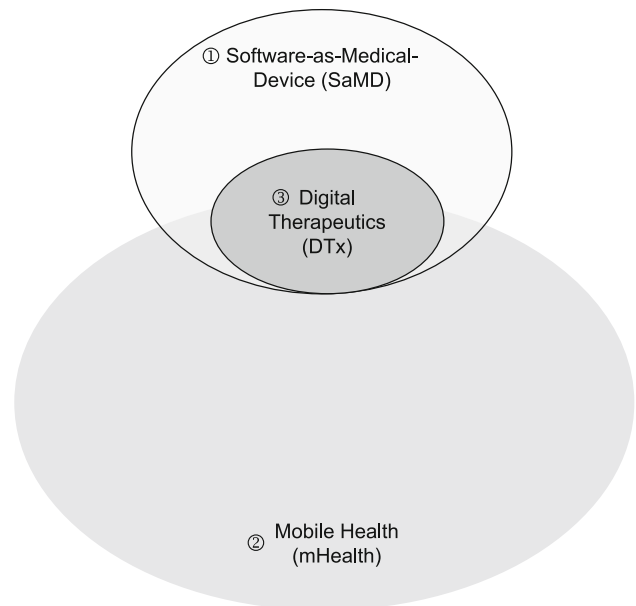 ① Software-as-Medical-
Device (SaMD)
③ Digital
Therapeutics
(DTx)
② Mobile Health
(mHealth)